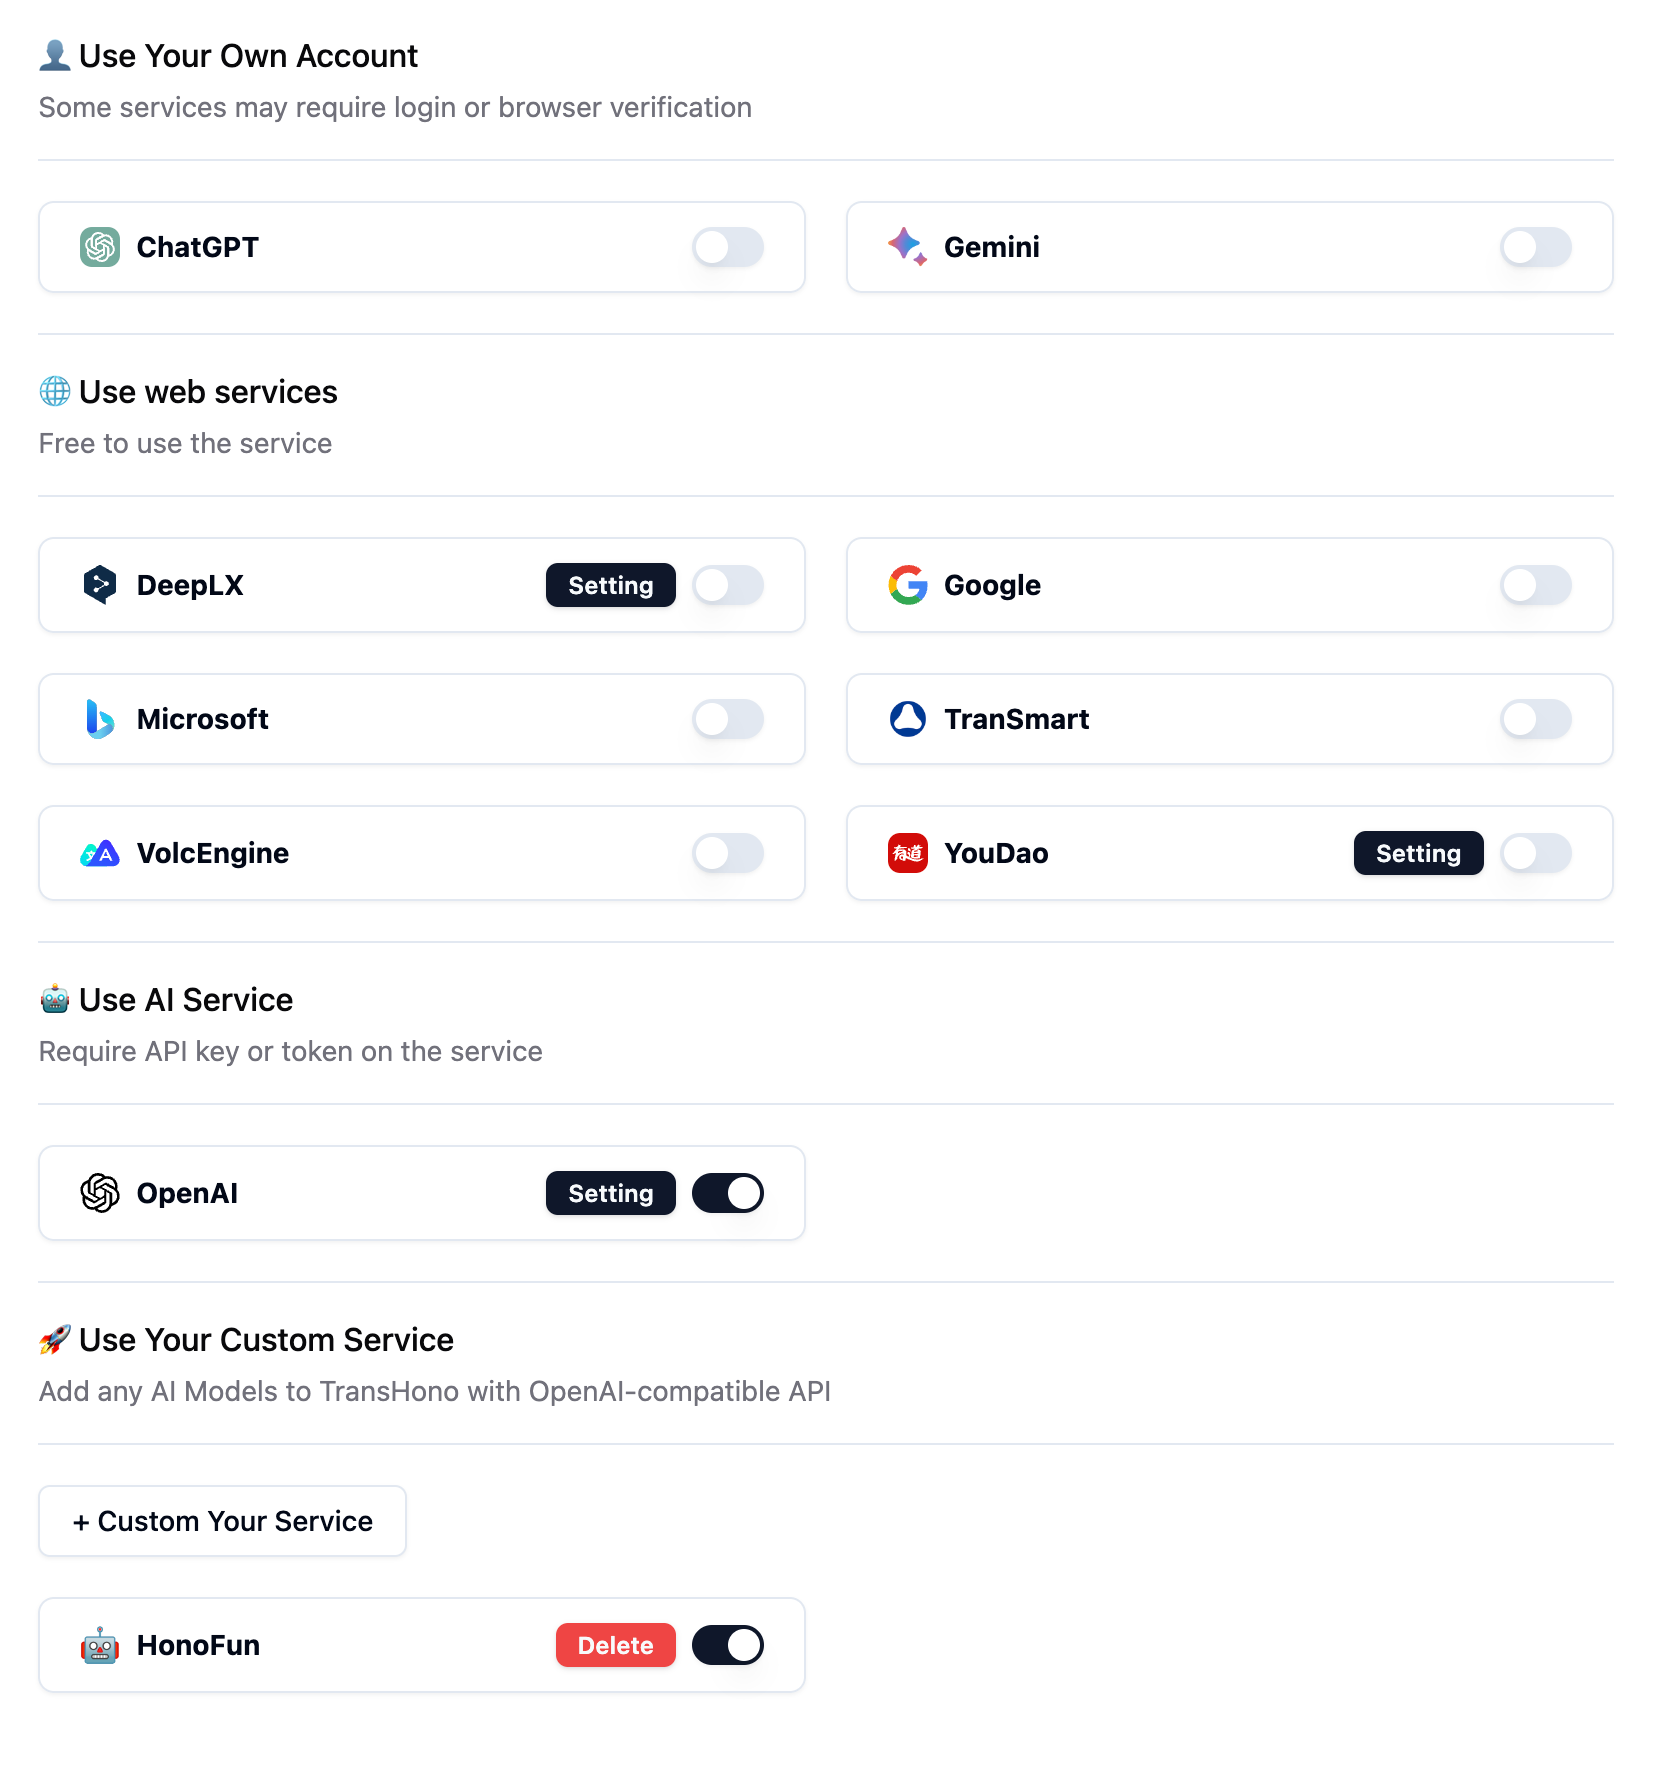 👤 Use Your Own Account
Some services may require login or browser verification
ChatGPT
Gemini
🌐 Use web services
Free to use the service
DeepLX Setting
Google
Microsoft
TranSmart
VolcEngine
有道 YouDao Setting
🤖 Use AI Service
Require API key or token on the service
OpenAI Setting
🚀 Use Your Custom Service
Add any AI Models to TransHono with OpenAI-compatible API
+ Custom Your Service
🤖 HonoFun Delete